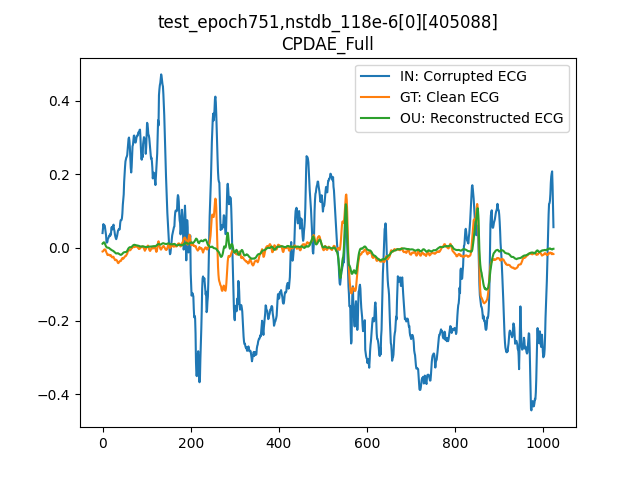 test_epoch751,nstdb_118e-6[0][405088]
CPDAE_Full
IN: Corrupted ECG
GT: Clean ECG
OU: Reconstructed ECG
0.4
0.2
0.0
−0.2
−0.4
0 200 400 600 800 1000